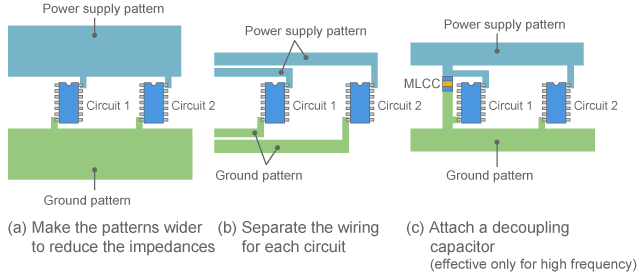 Power supply pattern
Circuit 1
Circuit 2
Ground pattern
(a) Make the patterns wider
to reduce the impedances
Power supply pattern
Circuit 1
Circuit 2
Ground pattern
(b) Separate the wiring
for each circuit
Power supply pattern
MLCC
Circuit 1
Circuit 2
Ground pattern
(c) Attach a decoupling
capacitor
(effective only for high frequency)